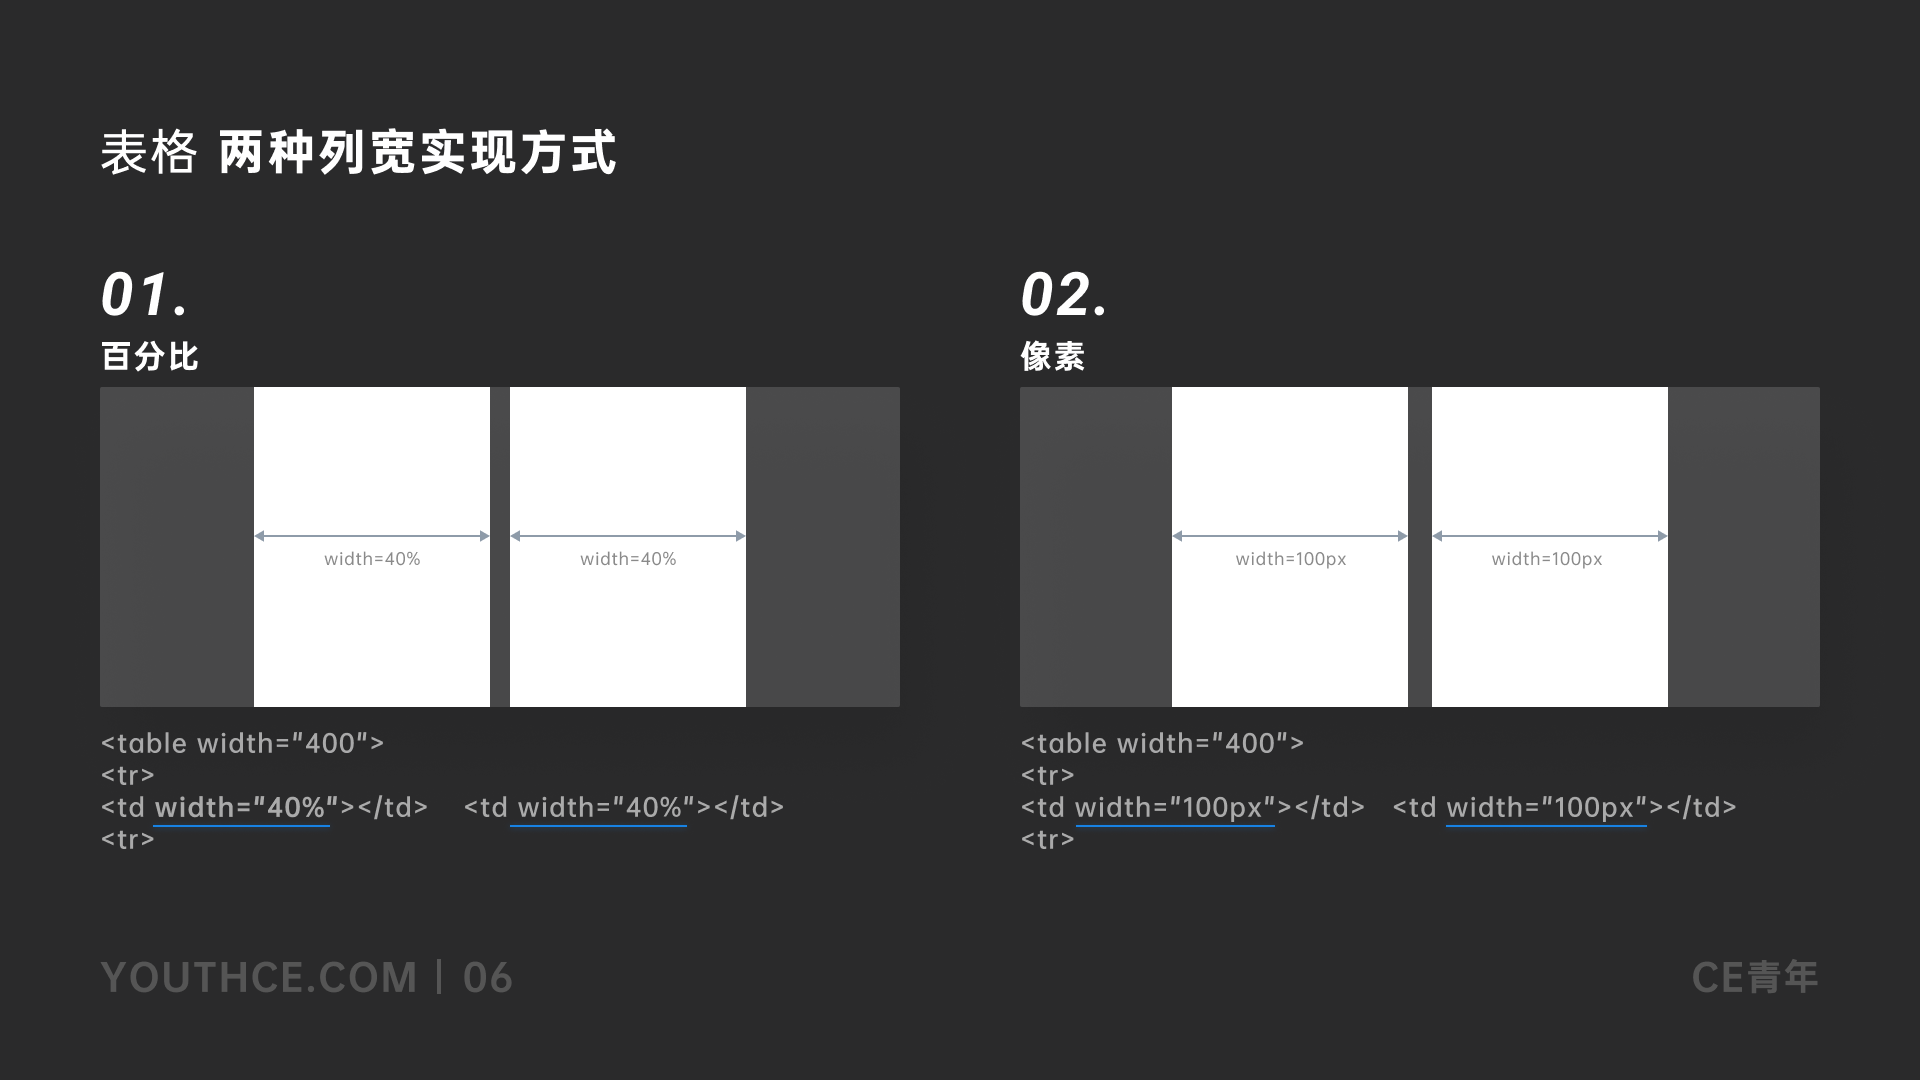 表格 两种列宽实现方式
01.
百分比
width=40% width=40%
<table width="400">
<tr>
<td width="40%"></td> <td width="40%"></td>
<tr>
02.
像素
width=100px width=100px
<table width="400">
<tr>
<td width="100px"></td> <td width="100px"></td>
<tr>
YOUTHCE.COM | 06
CE青年